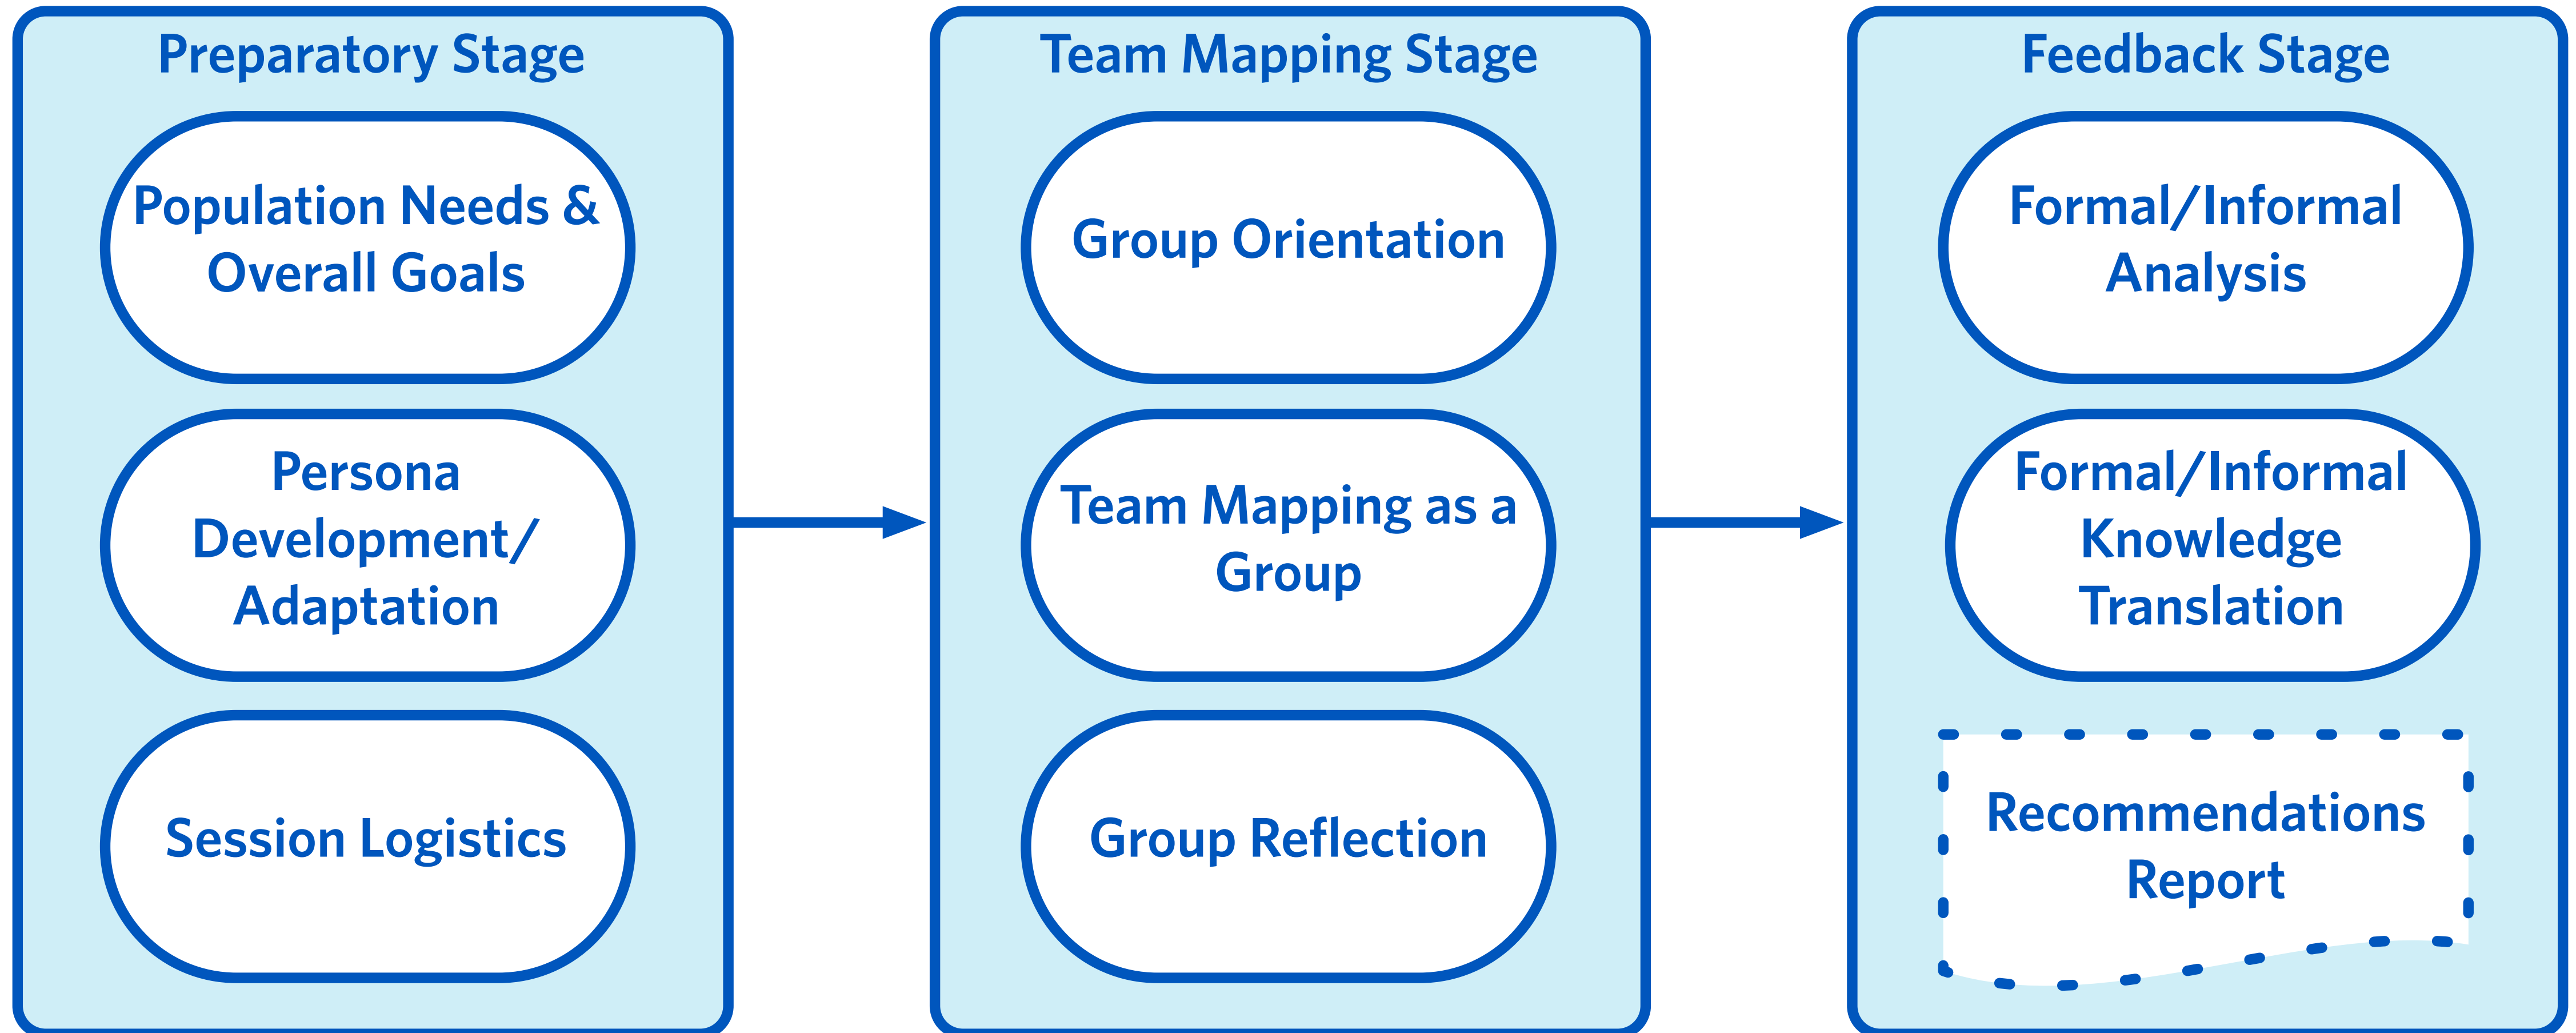 Preparatory Stage
Population Needs &
Overall Goals
Persona
Development/
Adaptation
Session Logistics
Team Mapping Stage
Group Orientation
Team Mapping as a
Group
Group Reflection
Feedback Stage
Formal/Informal
Analysis
Formal/Informal
Knowledge
Translation
Recommendations
Report